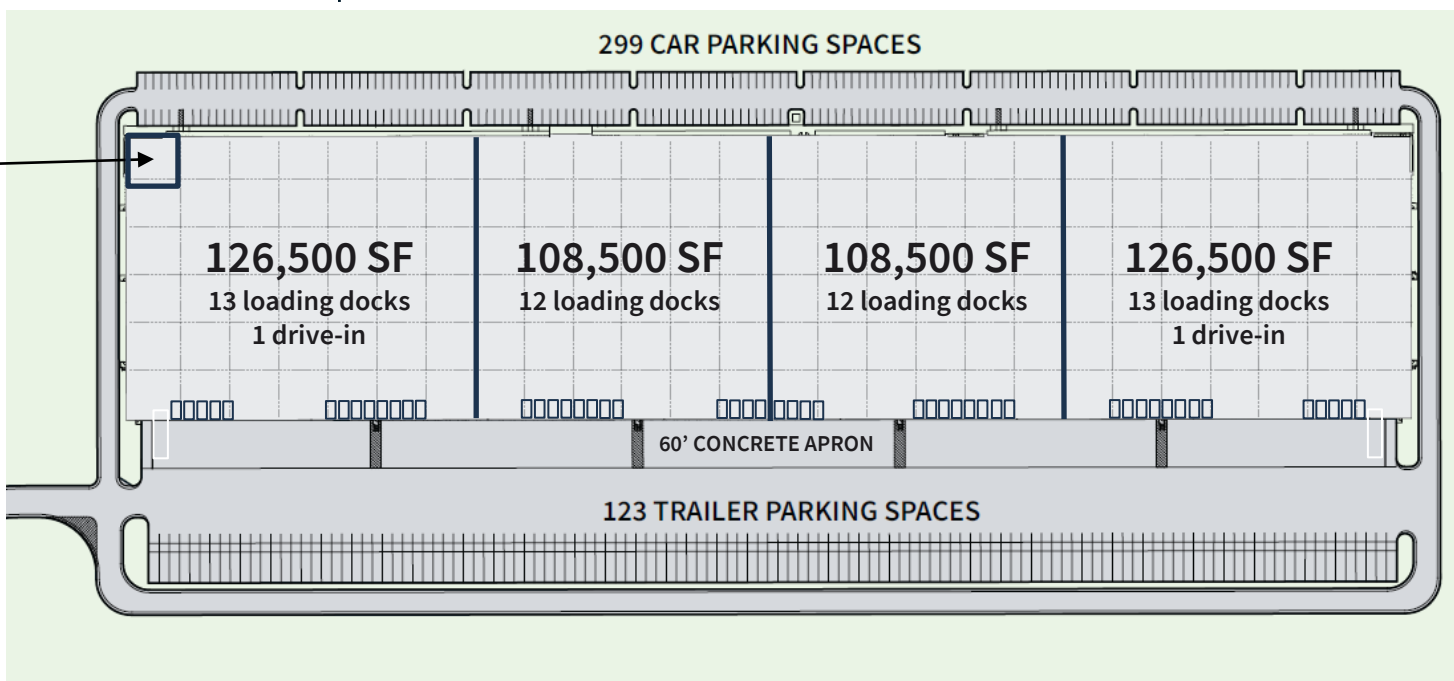 299 CAR PARKING SPACES
126,500 SF
13 loading docks
1 drive-in
108,500 SF
12 loading docks
108,500 SF
12 loading docks
126,500 SF
13 loading docks
1 drive-in
60’ CONCRETE APRON
123 TRAILER PARKING SPACES